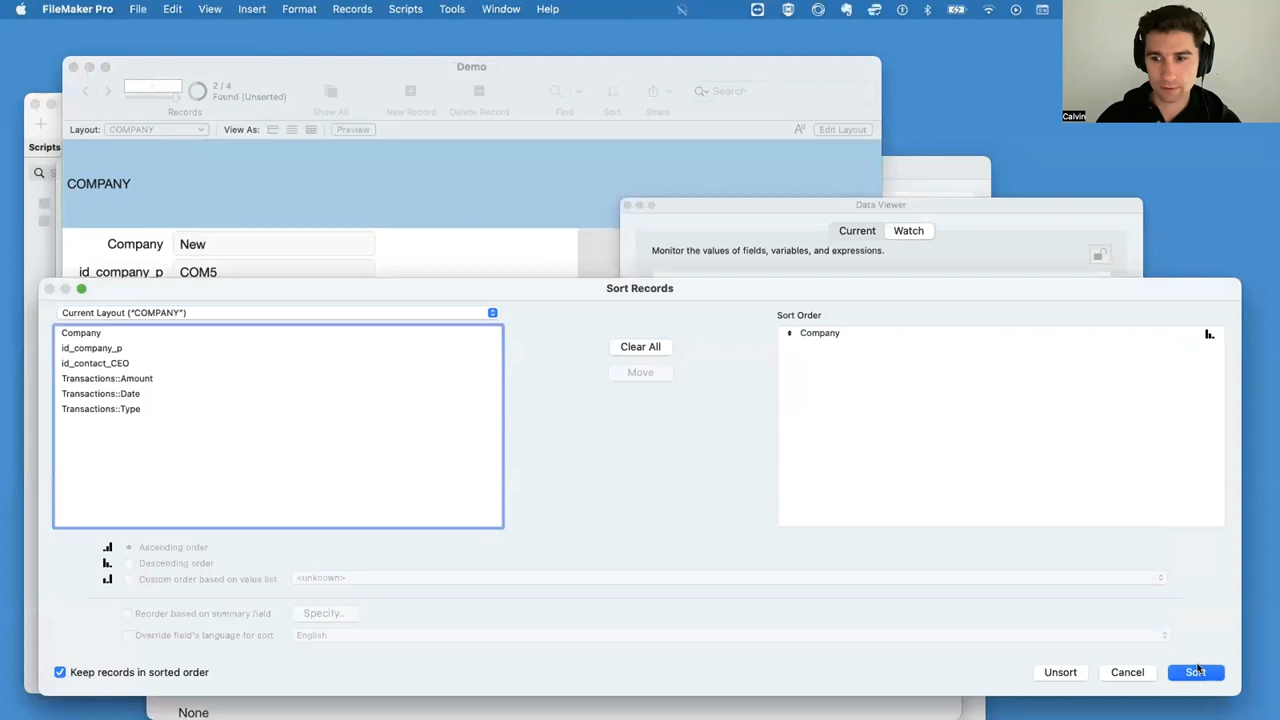 FileMaker Pro File Edit View Insert Format Records Scripts Tools Window Help
Calvin
Demo
2 / 4
Found (Unsorted)
Records
Show All New Record Delete Record Find Sort Share
Search
Layout: COMPANY View As: Preview Edit Layout
Scripts
COMPANY
Data Viewer
Current Watch
Monitor the values of fields, variables, and expressions.
Company New
id_company_p COM5
Sort Records
Current Layout ("COMPANY")
Sort Order
Company
id_company_p
id_contact_CEO
Transactions::Amount
Transactions::Date
Transactions::Type
Clear All
Move
Company
Ascending order
Descending order
Custom order based on value list <unknown>
Reorder based on summary field Specify...
Override field's language for sort English
Keep records in sorted order
Unsort Cancel Sort
None